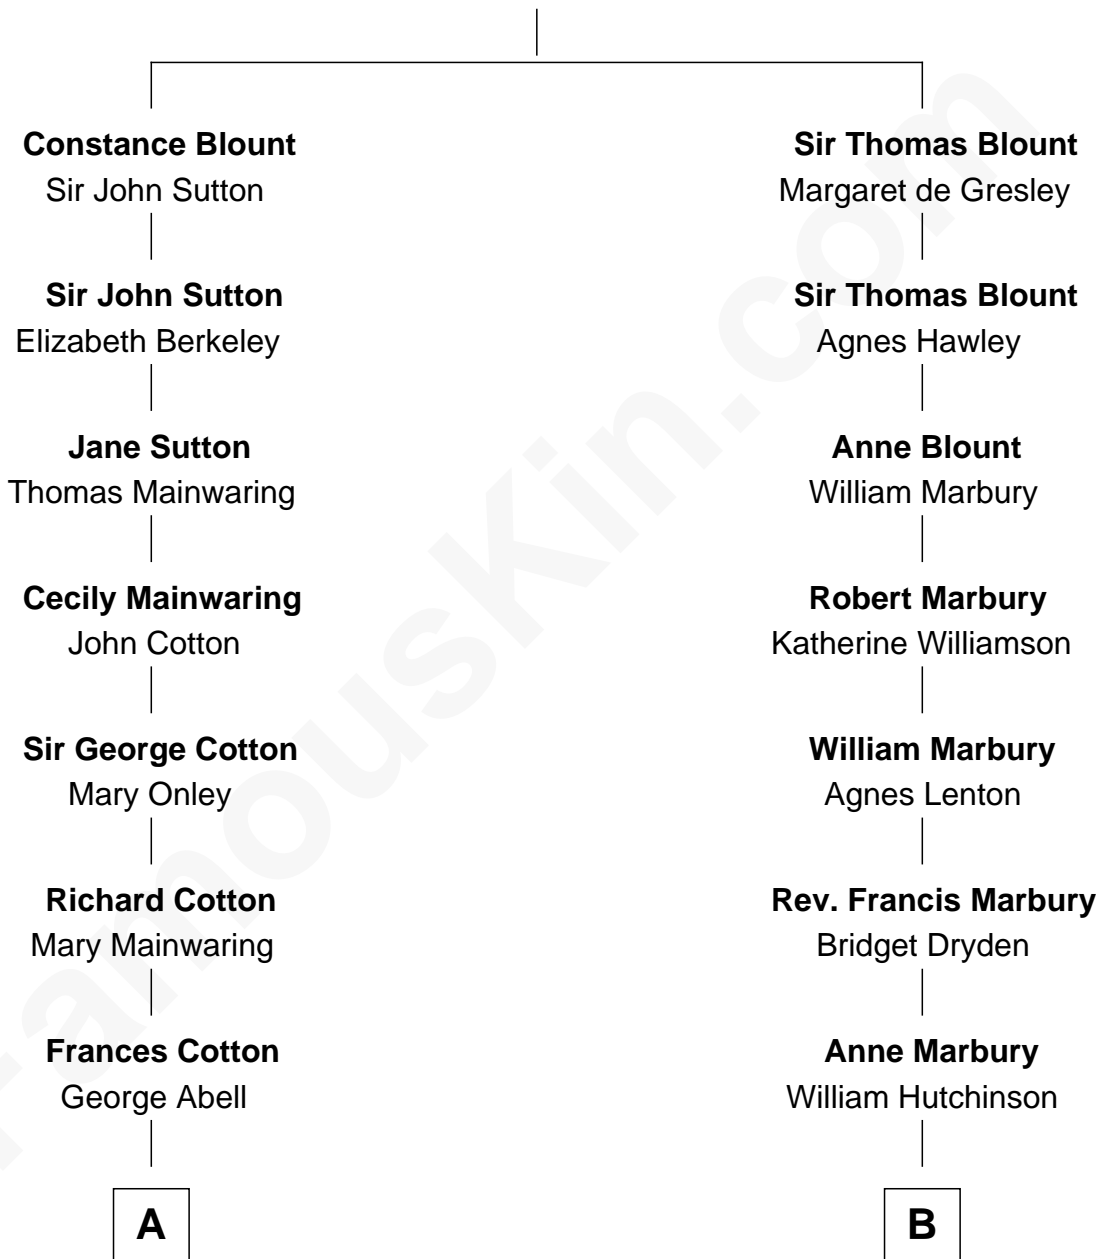 Constance Blount
Sir John Sutton
Sir John Sutton
Elizabeth Berkeley
Jane Sutton
Thomas Mainwaring
Cecily Mainwaring
John Cotton
Sir George Cotton
Mary Onley
Richard Cotton
Mary Mainwaring
Frances Cotton
George Abell
A
Sir Thomas Blount
Margaret de Gresley
Sir Thomas Blount
Agnes Hawley
Anne Blount
William Marbury
Robert Marbury
Katherine Williamson
William Marbury
Agnes Lenton
Rev. Francis Marbury
Bridget Dryden
Anne Marbury
William Hutchinson
B
FamousKin.com